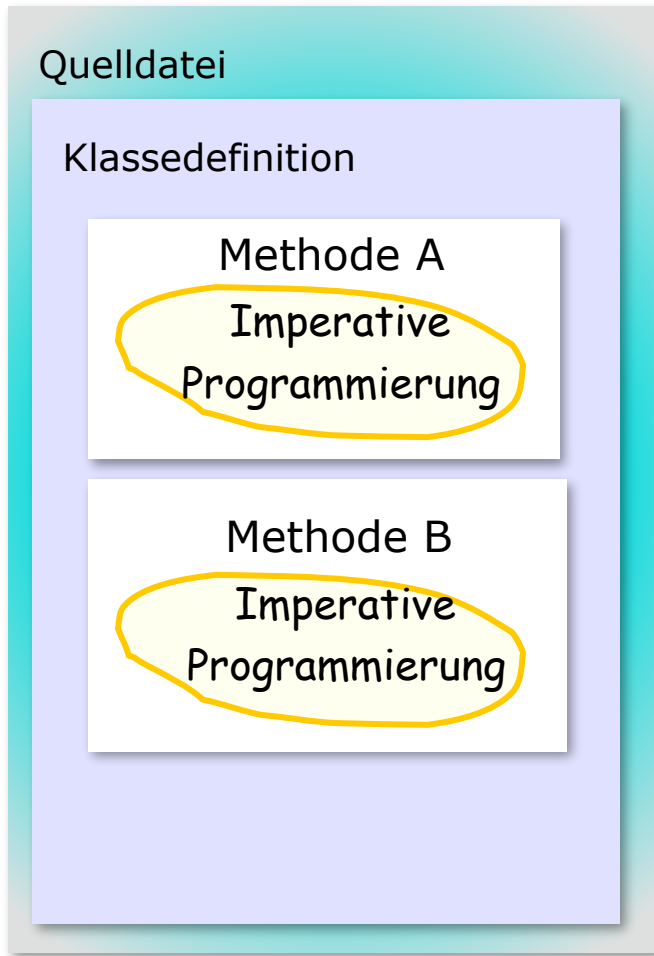 Quelldatei
Klassedefinition
Methode A
Imperative
Programmierung
Methode B
Imperative
Programmierung